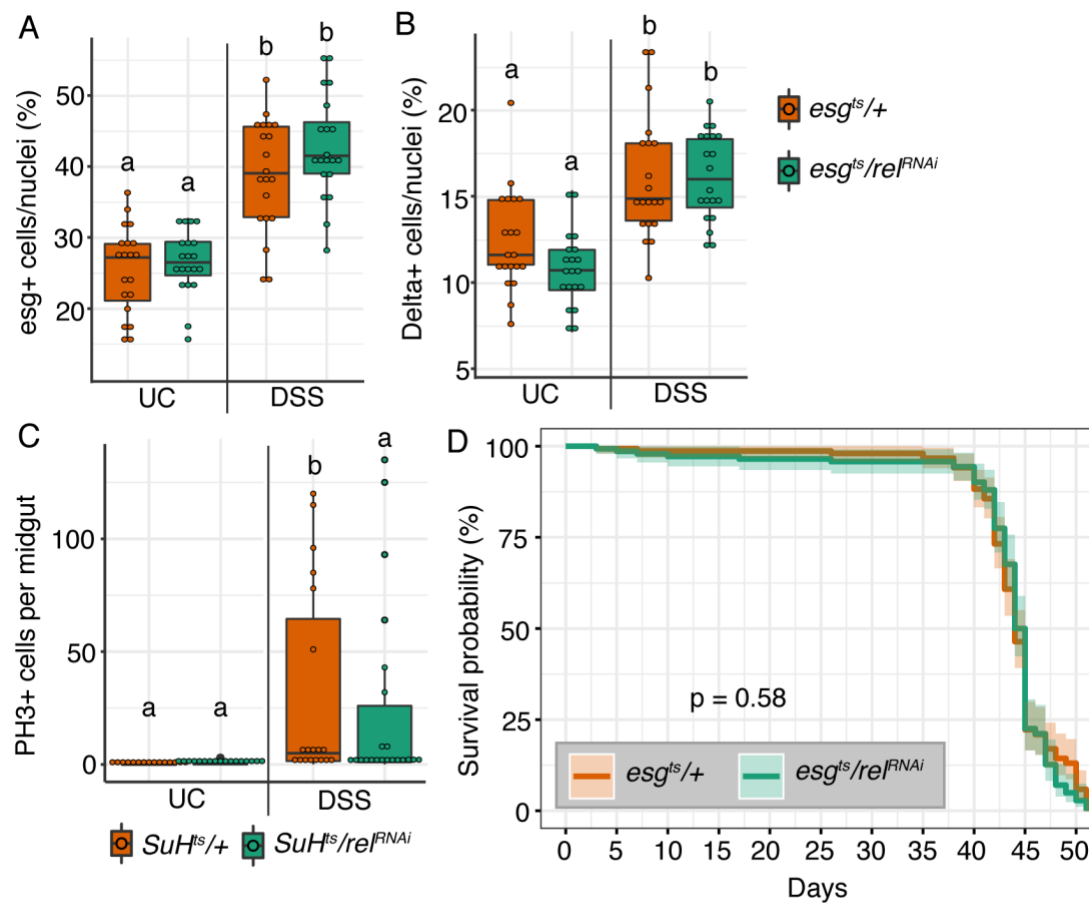 A
esg+ cells/nuclei (%)
50
40
30
20
a
a
b
b
UC
DSS
B
Delta+ cells/nuclei (%)
20
15
10
5
a
a
b
b
UC
DSS
esgᵗˢ/+
esgᵗˢ/relᴿᴺᴬⁱ
C
PH3+ cells per midgut
100
50
0
a
a
b
a
UC
DSS
SuHᵗˢ/+
SuHᵗˢ/relᴿᴺᴬⁱ
D
Survival probability (%)
100
75
50
25
0
p = 0.58
esgᵗˢ/+
esgᵗˢ/relᴿᴺᴬⁱ
0 5 10 15 20 25 30 35 40 45 50
Days